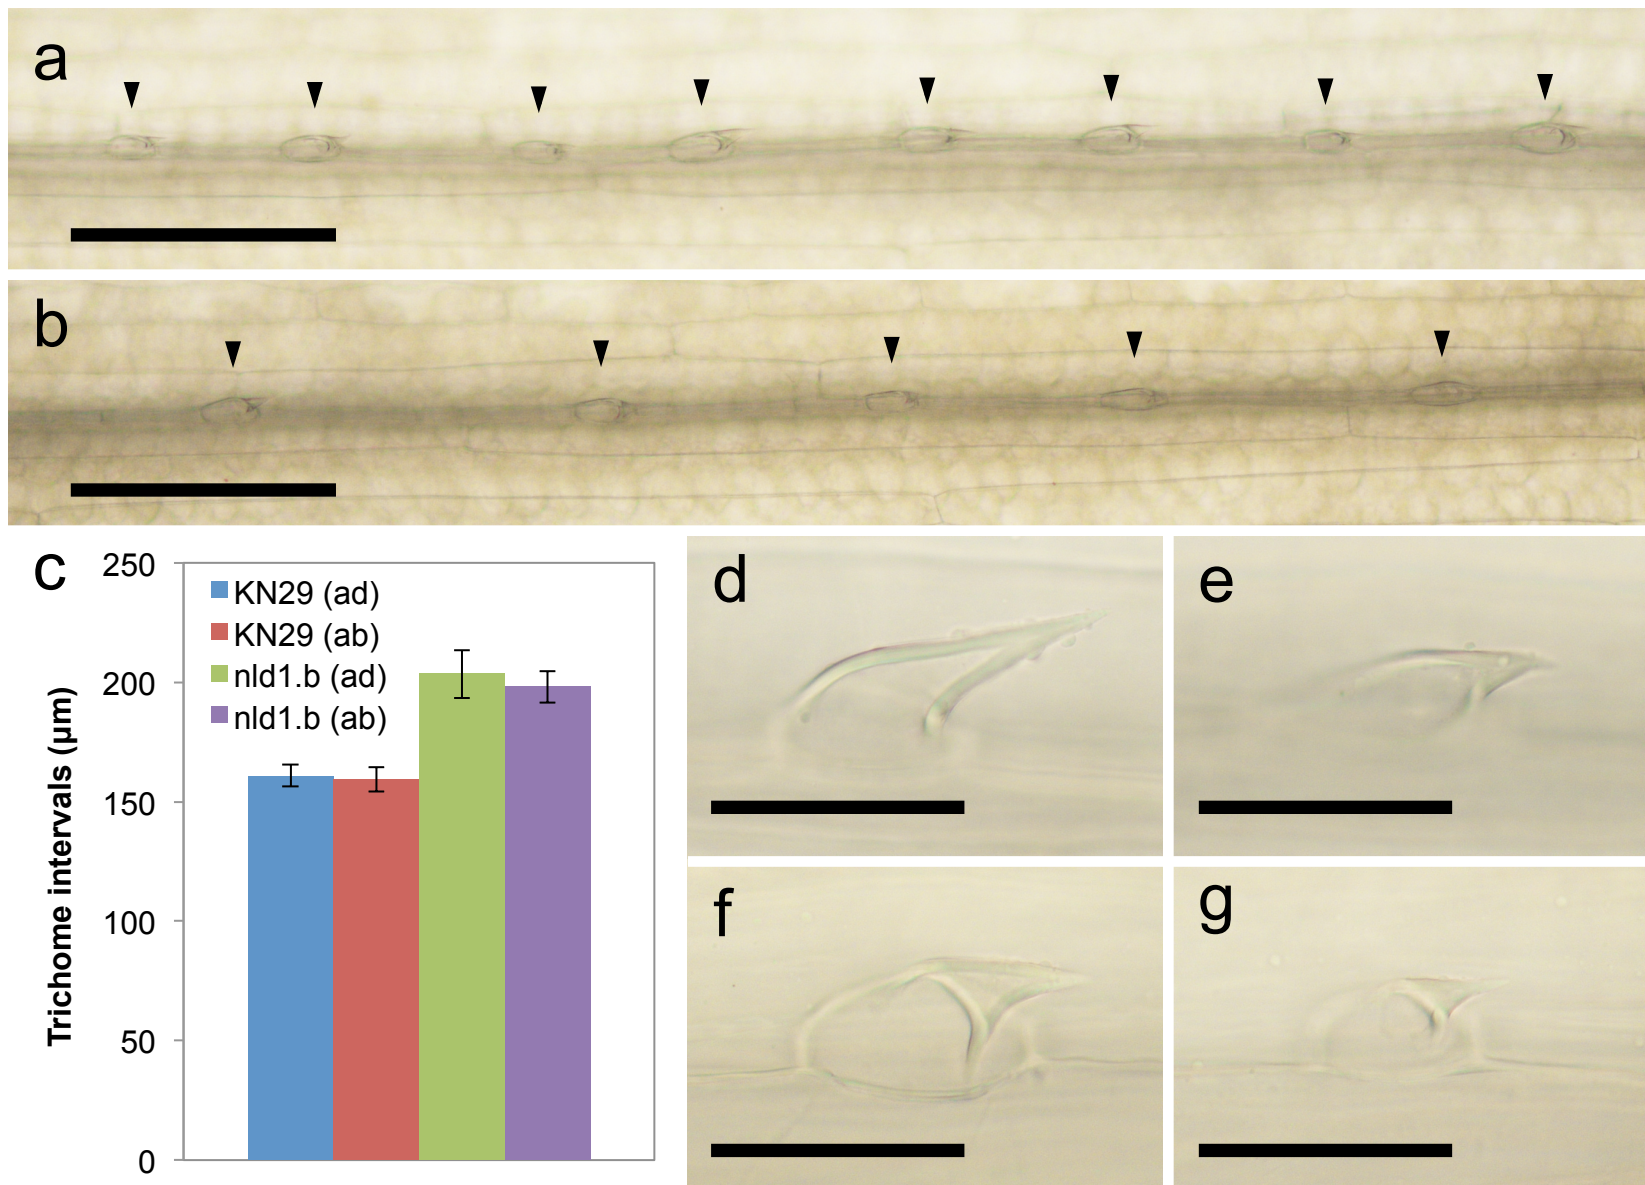 a
b
c
250
200
150
100
50
0
Trichome intervals (µm)
KN29 (ad)
KN29 (ab)
nld1.b (ad)
nld1.b (ab)
d
e
f
g